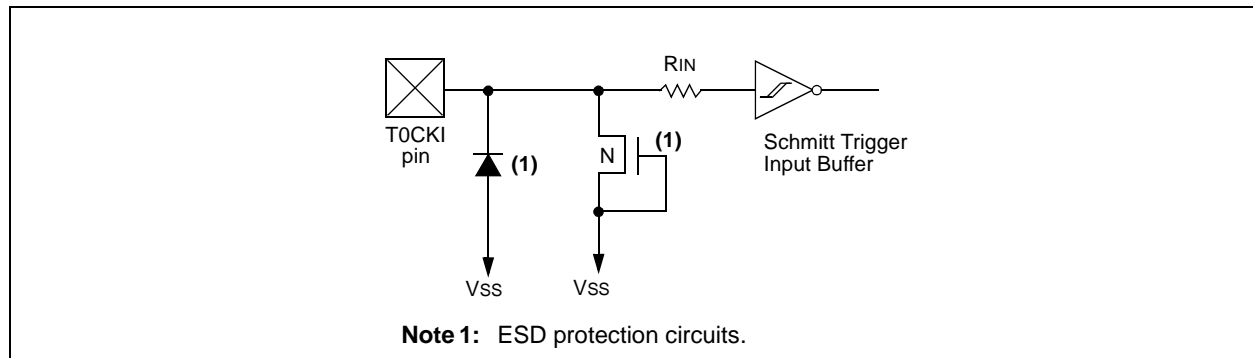 RIN
T0CKI
pin
(1)
N
(1)
Schmitt Trigger
Input Buffer
VSS
VSS
Note 1: ESD protection circuits.